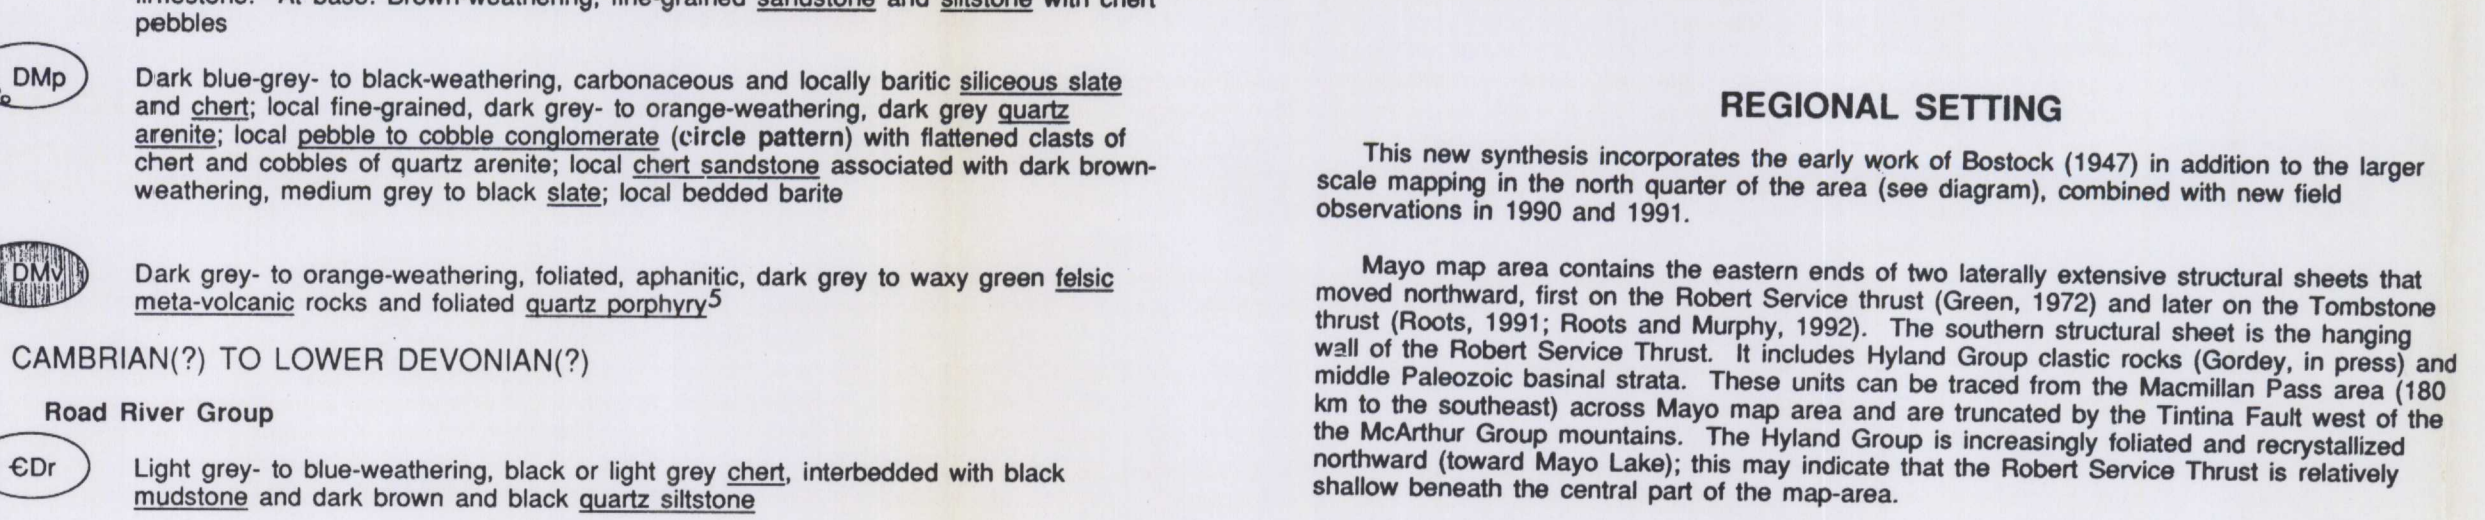 limestone. At base: Brown-weathering, fine-grained sandstone and siltstone with chert
pebbles
DMp
Dark blue-grey- to black-weathering, carbonaceous and locally baritic siliceous slate
and chert; local fine-grained, dark grey- to orange-weathering, dark grey quartz
arenite; local pebble to cobble conglomerate (circle pattern) with flattened clasts of
chert and cobbles of quartz arenite; local chert sandstone associated with dark brown-
weathering, medium grey to black slate; local bedded barite
DMv
Dark grey- to orange-weathering, foliated, aphanitic, dark grey to waxy green felsic
meta-volcanic rocks and foliated quartz porphyry5
CAMBRIAN(?) TO LOWER DEVONIAN(?)
Road River Group
ЄDr
Light grey- to blue-weathering, black or light grey chert, interbedded with black
mudstone and dark brown and black quartz siltstone
REGIONAL SETTING
This new synthesis incorporates the early work of Bostock (1947) in addition to the larger
scale mapping in the north quarter of the area (see diagram), combined with new field
observations in 1990 and 1991.
Mayo map area contains the eastern ends of two laterally extensive structural sheets that
moved northward, first on the Robert Service thrust (Green, 1972) and later on the Tombstone
thrust (Roots, 1991; Roots and Murphy, 1992). The southern structural sheet is the hanging
wall of the Robert Service Thrust. It includes Hyland Group clastic rocks (Gordey, in press) and
middle Paleozoic basinal strata. These units can be traced from the Macmillan Pass area (180
km to the southeast) across Mayo map area and are truncated by the Tintina Fault west of the
the McArthur Group mountains. The Hyland Group is increasingly foliated and recrystallized
northward (toward Mayo Lake); this may indicate that the Robert Service Thrust is relatively
shallow beneath the central part of the map-area.